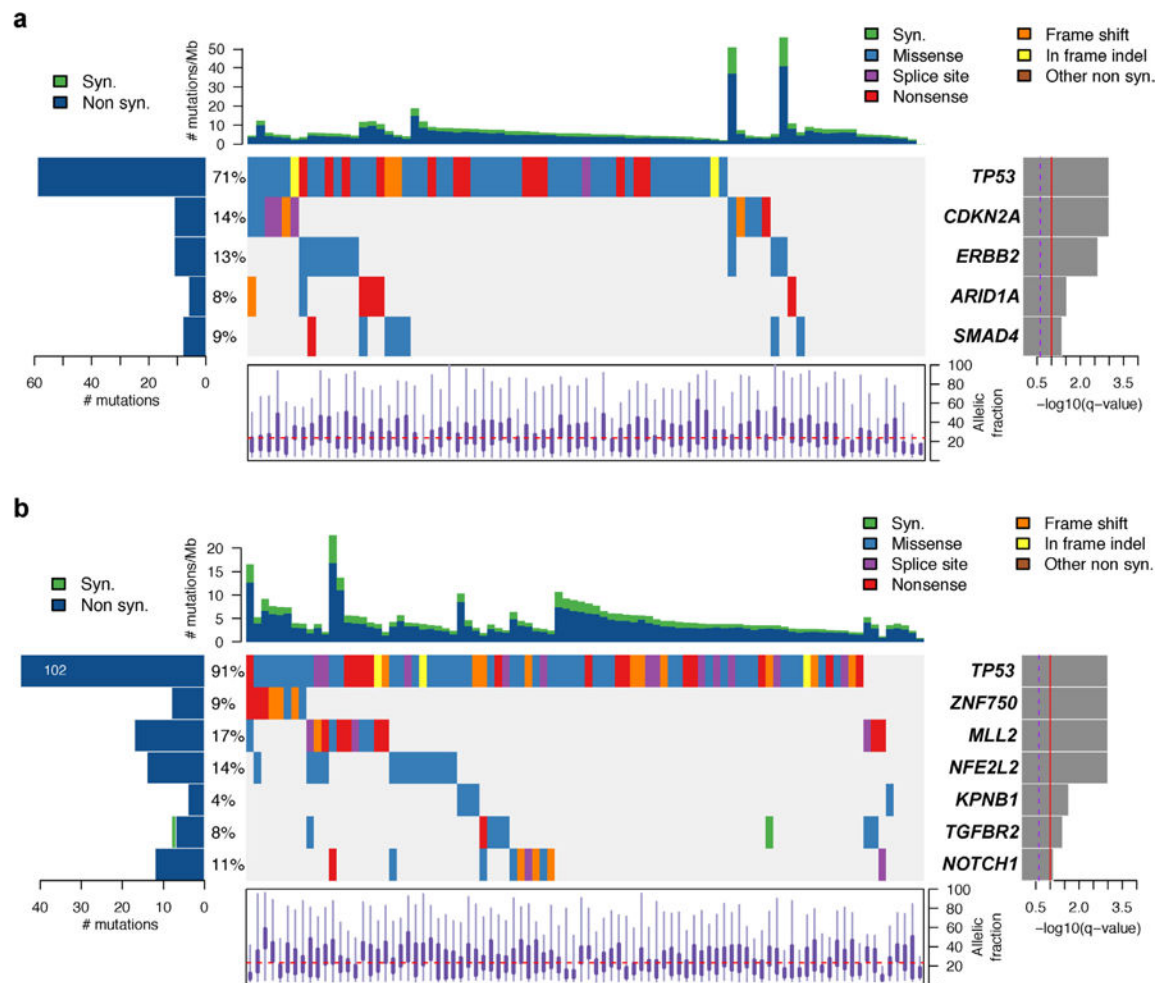 a
# mutations/Mb
50
40
30
20
10
0
Syn.
Non syn.
Syn.
Missense
Splice site
Nonsense
Frame shift
In frame indel
Other non syn.
71% TP53
14% CDKN2A
13% ERBB2
8% ARID1A
9% SMAD4
60 40 20 0
# mutations
100
80
60
40
20
Allelic fraction
0.5 2.0 3.5
−log10(q-value)
b
# mutations/Mb
20
15
10
5
0
Syn.
Non syn.
Syn.
Missense
Splice site
Nonsense
Frame shift
In frame indel
Other non syn.
102 91% TP53
9% ZNF750
17% MLL2
14% NFE2L2
4% KPNB1
8% TGFBR2
11% NOTCH1
40 30 20 10 0
# mutations
100
80
60
40
20
Allelic fraction
0.5 2.0 3.5
−log10(q-value)